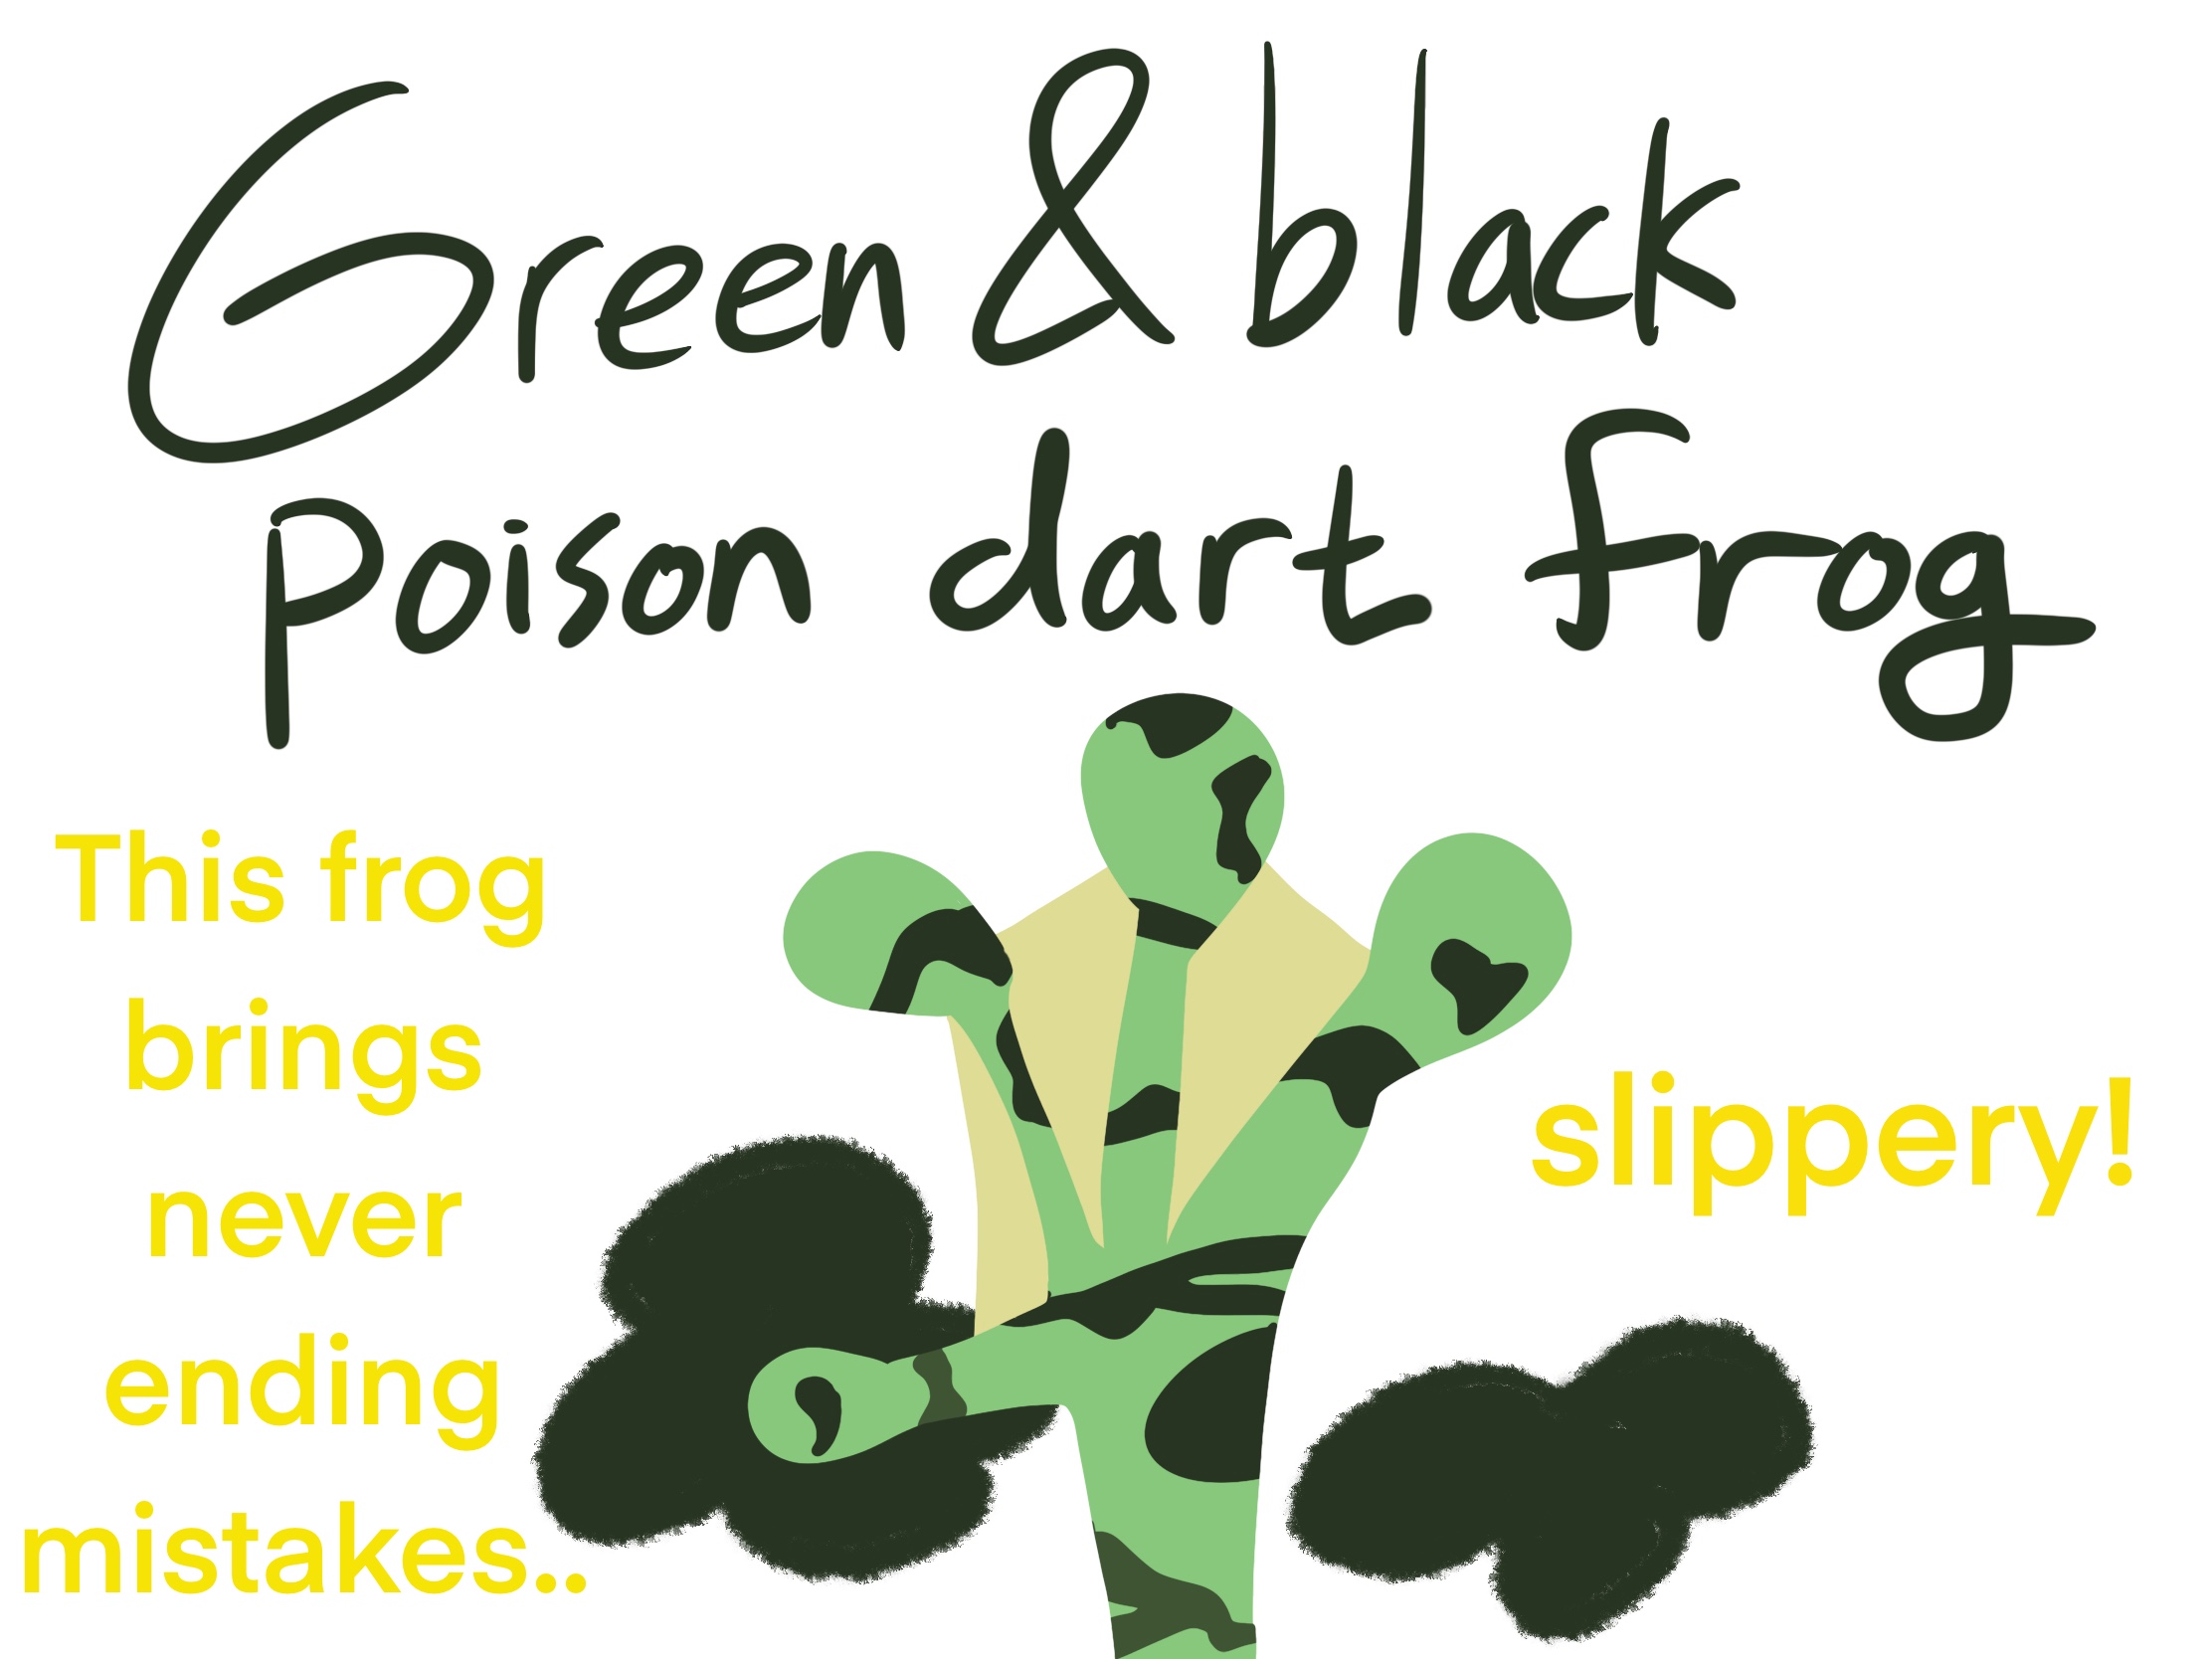 Green & black
poison dart frog
This frog
brings
never
ending
mistakes..
slippery!